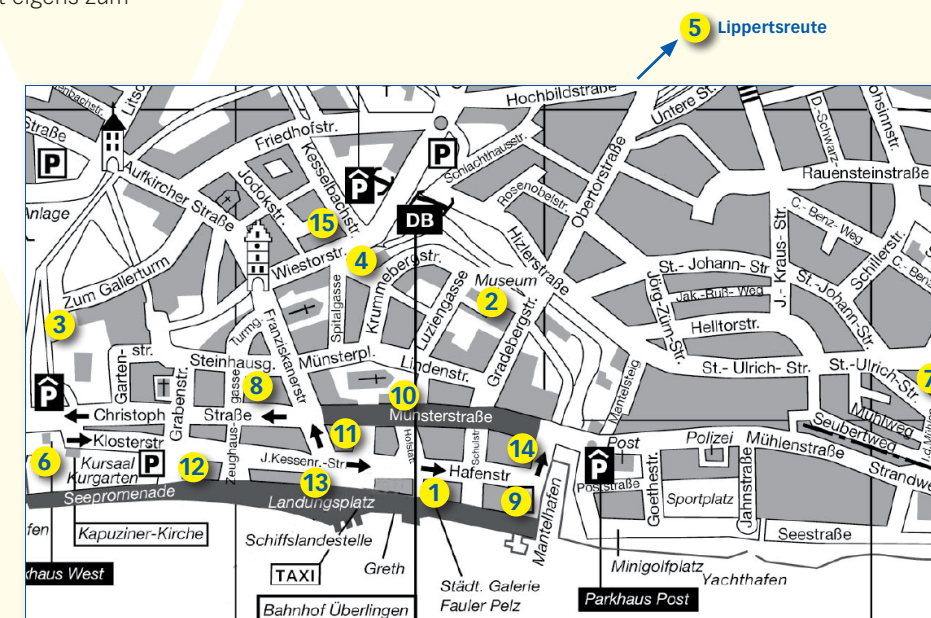 t eigens zum
5 Lippertsreute
Hochbildstraße
Untere St.
Straße
Friedhofstr.
Schlachthausstr.
P
P
P
D.-Schwarz-
Aufkircher Straße
Kesselbachstr.
Rosenobelstr.
Obertorstraße
Rauensteinstraße
Jodokstr.
15
DB
C.- Benz- Weg
Anlage
Wiestorstr.
4
Krummebergstr.
Hizlerstraße
J. Kraus- Str
Schillerstr.
C.- Benz-
Zum Gallerturm
Spitalgasse
Luziengasse
Museum
2
St.- Johann- Str
St.-Johann-Str.
Jörg-Zürn-Str.
Jak.-Ruß- Weg
3
Turmg.
Franziskanerstr
Gradebergstr.
Helltorstr.
Garten-
str.
Steinhausg.
Münsterpl.
Lindenstr.
St.- Ulrich- Str.
St.-Ulrich-Str.
P
Grabenstr.
8
10
Mantelsteig
7
Christoph
Straße
Münsterstraße
Mühlweg
Seubertweg
Klosterstr
Zeughaus-
gasse
11
Hofstatt
Schulstr
14
Post
Polizei
Mühlenstraße
6
Kursaal
Kurgarten
P
12
J.Kessenr.-Str.
Hafenstr
P
Poststraße
Goethestr.
Sportplatz
Jahnstraße
Strandwe
Seepromenade
13
Landungsplatz
1
9
Mantelhafen
Seestraße
Kapuziner-Kirche
Schiffslandestelle
Minigolfplatz
Yachthafen
khaus West
TAXI
Greth
Städt. Galerie
Fauler Pelz
Parkhaus Post
Bahnhof Überlingen